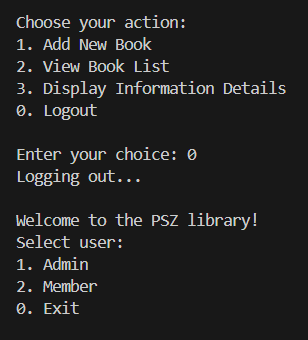 Choose your action:
1. Add New Book
2. View Book List
3. Display Information Details
0. Logout
Enter your choice: 0
Logging out...
Welcome to the PSZ library!
Select user:
1. Admin
2. Member
0. Exit